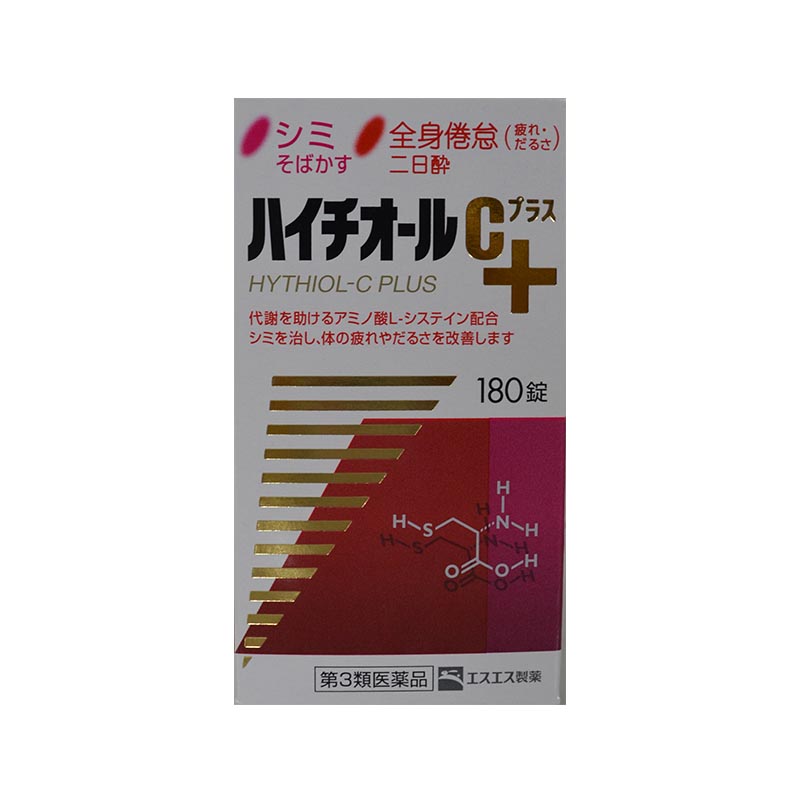 シミ
そばかす
全身倦怠(疲れ・だるさ)
二日酔
ハイチオールCプラス
+
HYTHIOL-C PLUS
代謝を助けるアミノ酸L-システイン配合
シミを治し、体の疲れやだるさを改善します
180錠
H
H S N H
H S N H
O O H
O O H
第3類医薬品 エスエス製薬